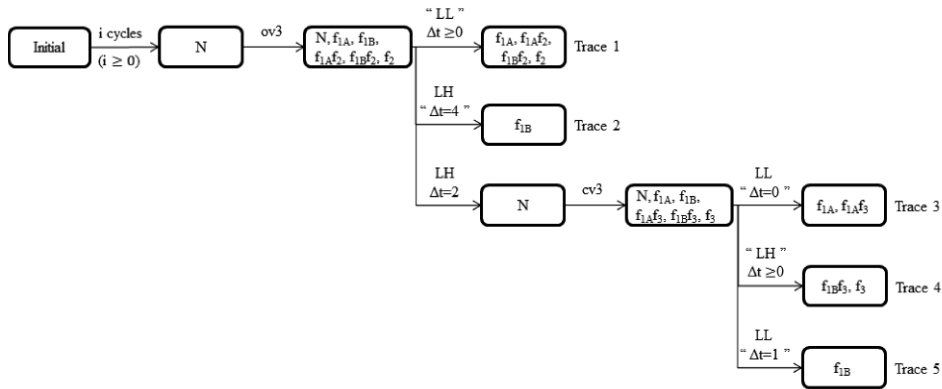 Initial
i cycles
(i ≥ 0)
N
ov3
N, f1A, f1B,
f1Af2, f1Bf2, f2
“ LL ”
Δt ≥0
f1A, f1Af2,
f1Bf2, f2
Trace 1
LH
“ Δt=4 ”
f1B
Trace 2
LH
Δt=2
N
cv3
N, f1A, f1B,
f1Af3, f1Bf3, f3
LL
“ Δt=0 ”
f1A, f1Af3
Trace 3
“ LH ”
Δt ≥0
f1Bf3, f3
Trace 4
LL
“ Δt=1 ”
f1B
Trace 5